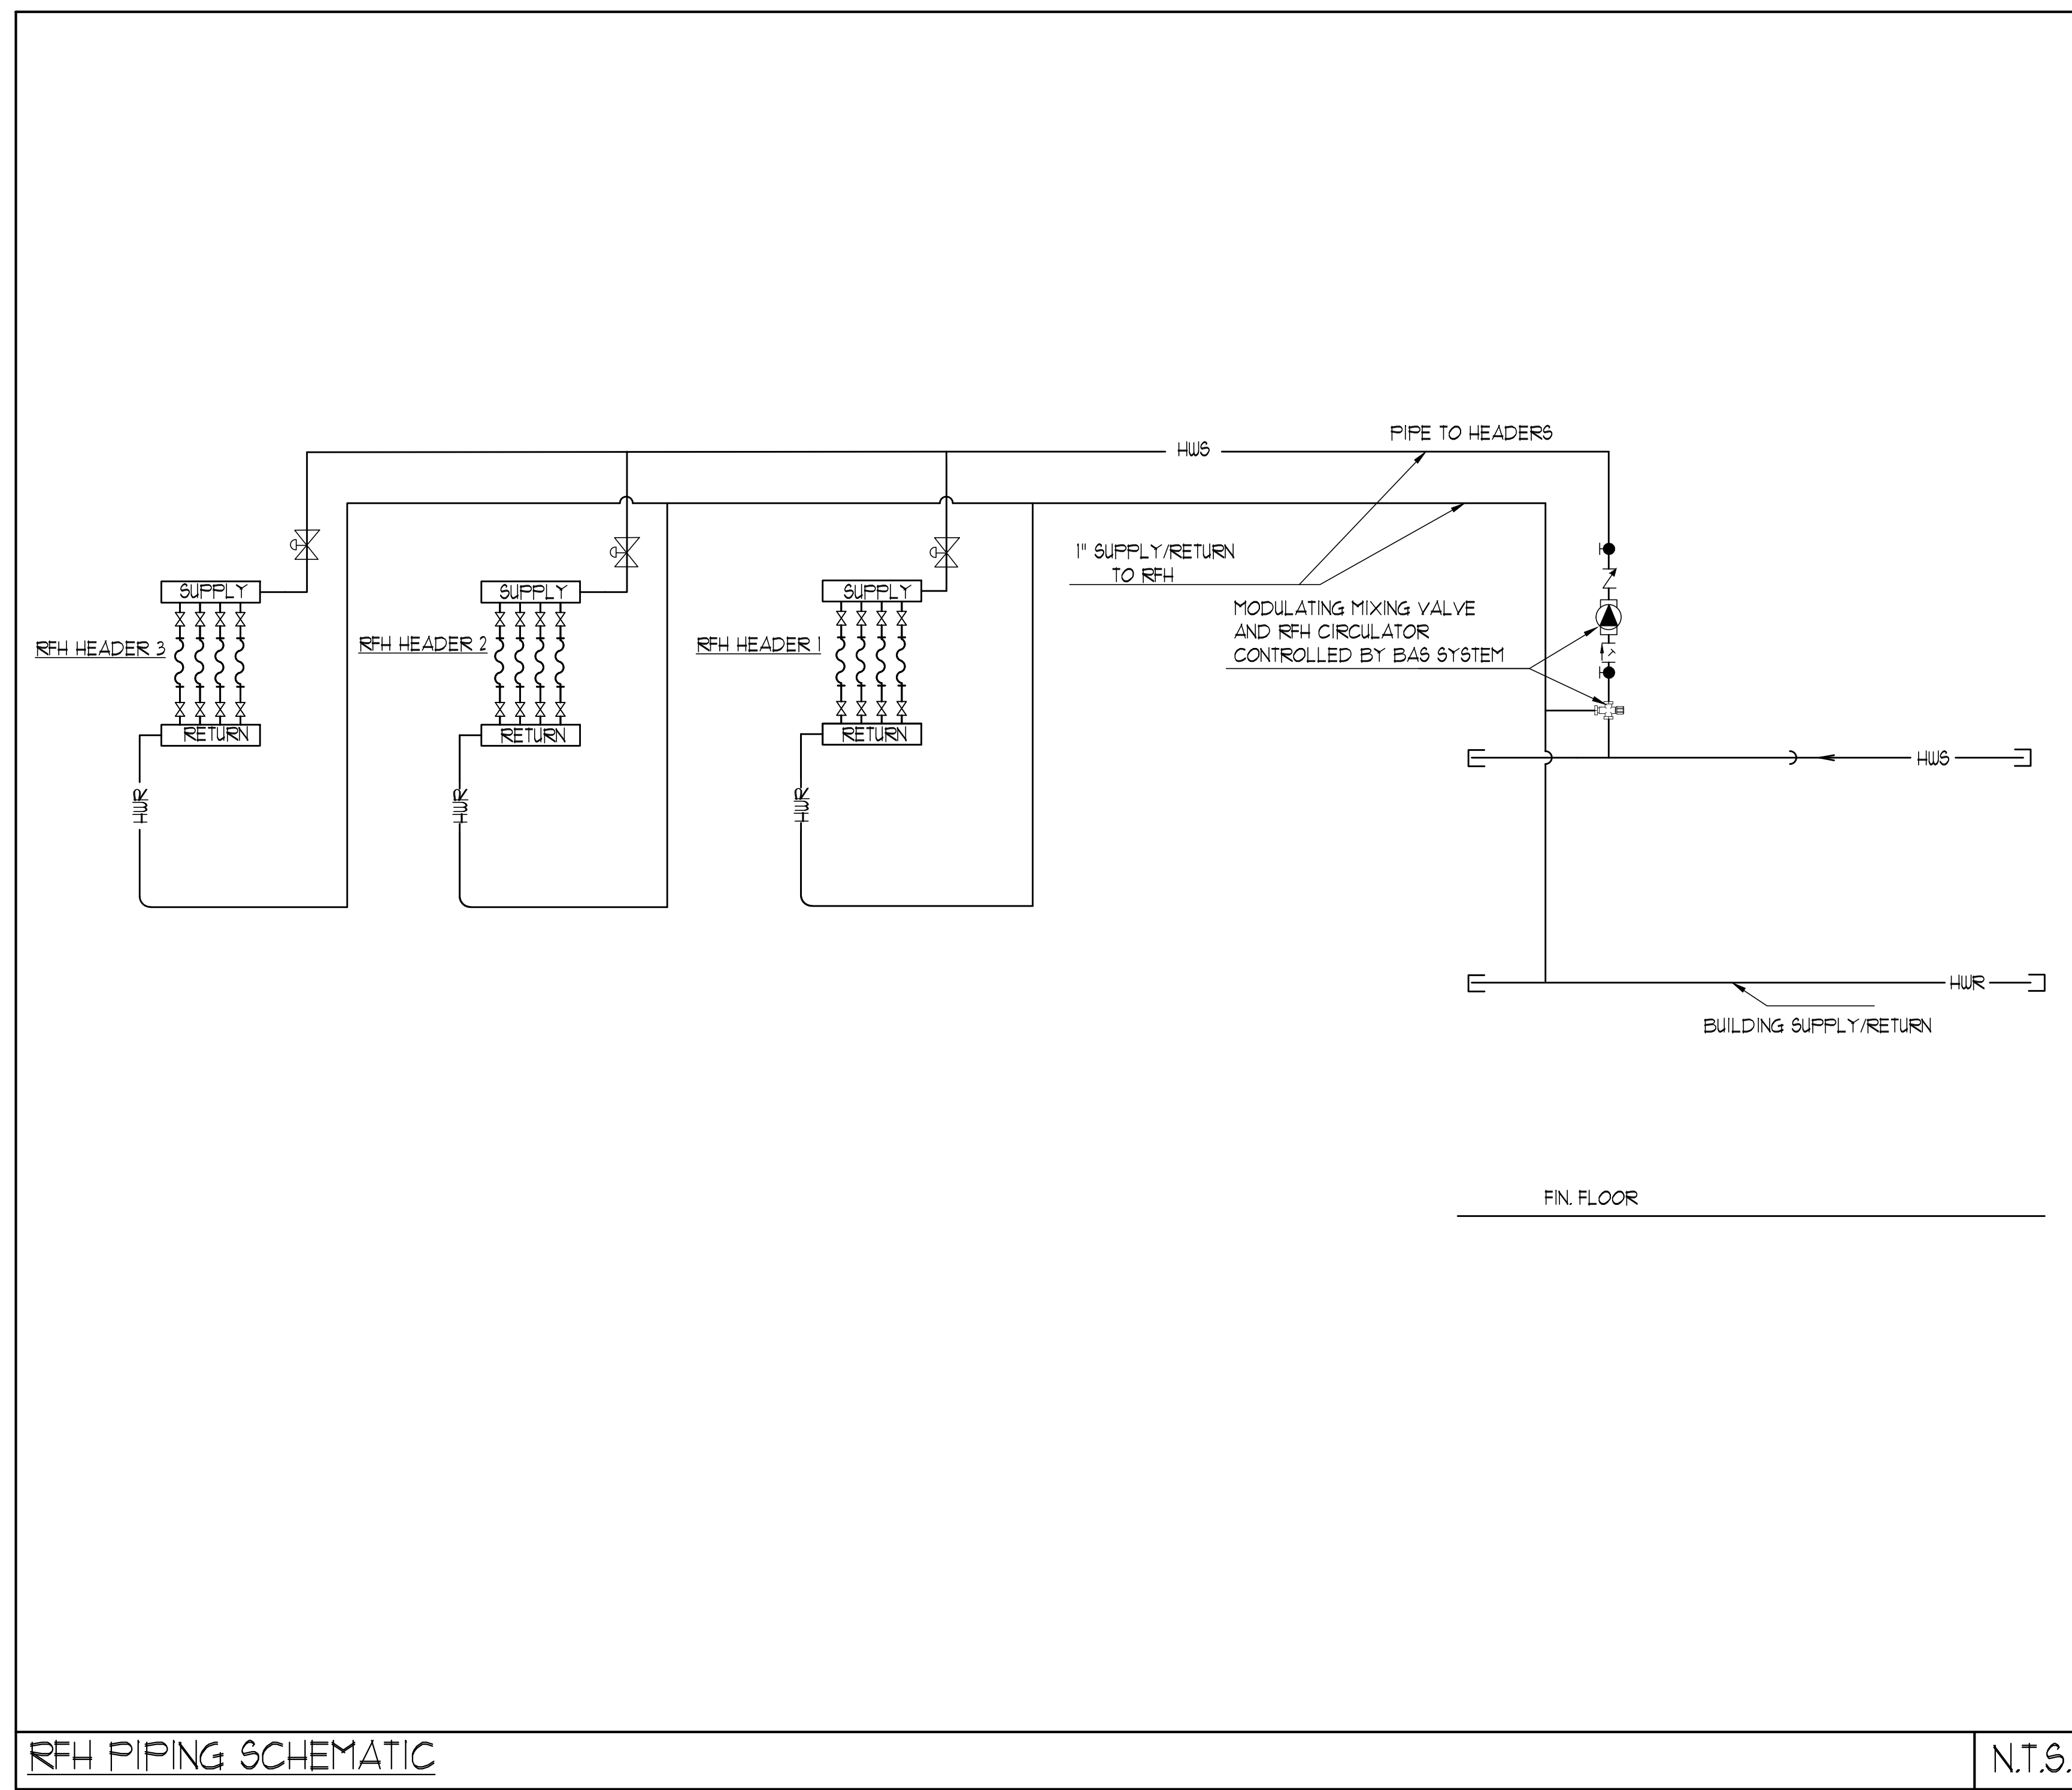 PIPE TO HEADERS
HWS
1" SUPPLY/RETURN
TO RFH
SUPPLY
SUPPLY
SUPPLY
MODULATING MIXING VALVE
AND RFH CIRCULATOR
CONTROLLED BY BAS SYSTEM
RFH HEADER 3
RFH HEADER 2
RFH HEADER 1
RETURN
RETURN
RETURN
HWS
HWR
HWR
HWR
HWR
BUILDING SUPPLY/RETURN
FIN. FLOOR
RFH PIPING SCHEMATIC
N.T.S.